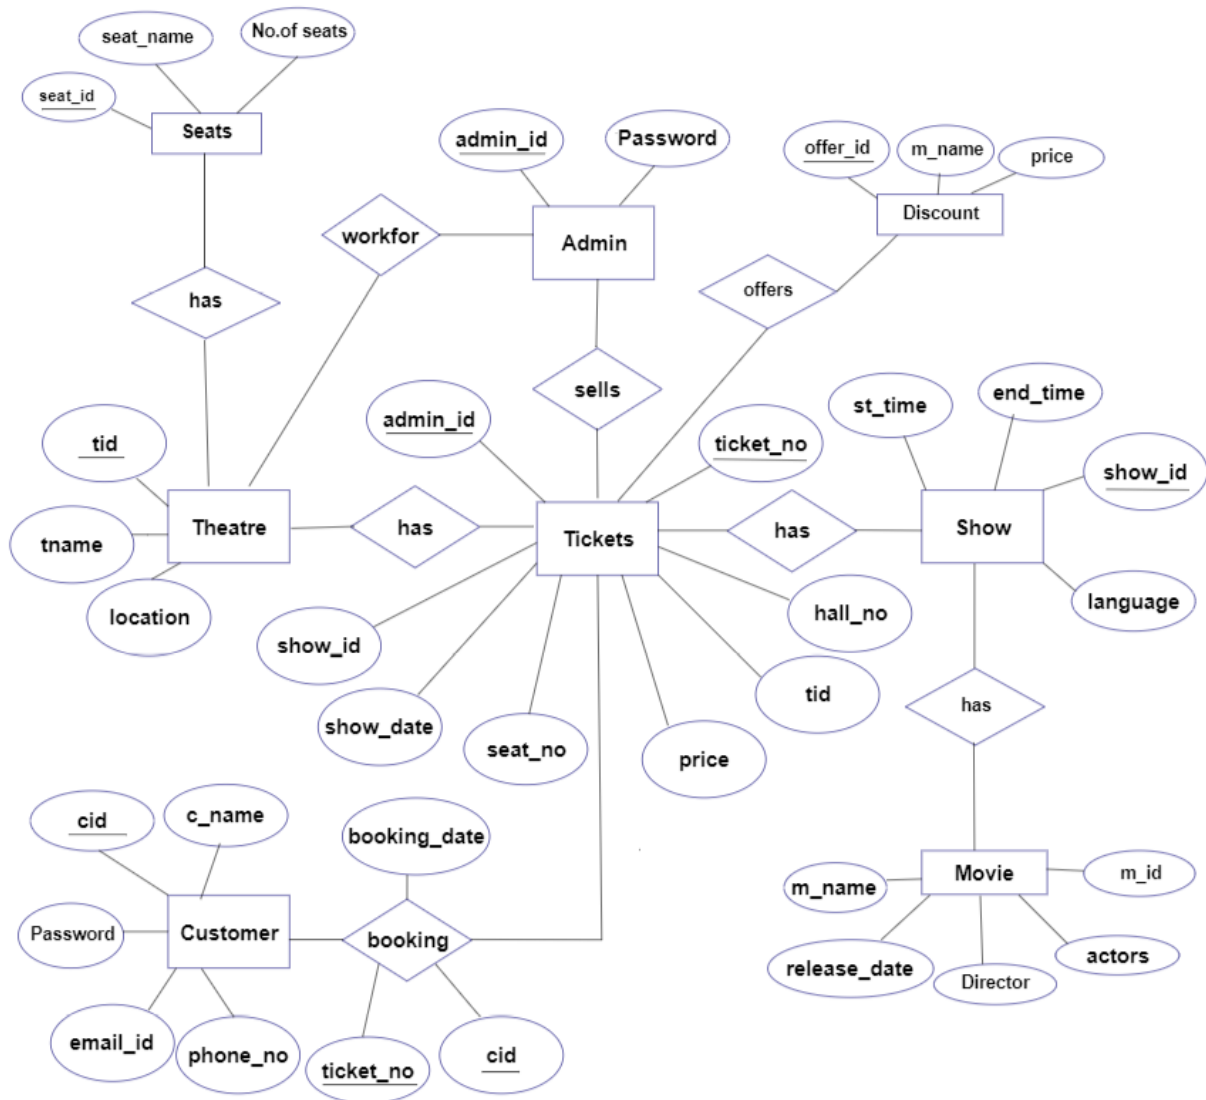 seat_name
No.of seats
seat_id
Seats
admin_id
Password
offer_id
m_name
price
Discount
workfor
Admin
has
offers
sells
st_time
end_time
admin_id
ticket_no
show_id
tid
Theatre
has
Tickets
has
Show
tname
location
hall_no
language
show_id
tid
show_date
seat_no
price
has
cid
c_name
booking_date
m_name
Movie
m_id
Password
Customer
booking
release_date
Director
actors
email_id
phone_no
ticket_no
cid